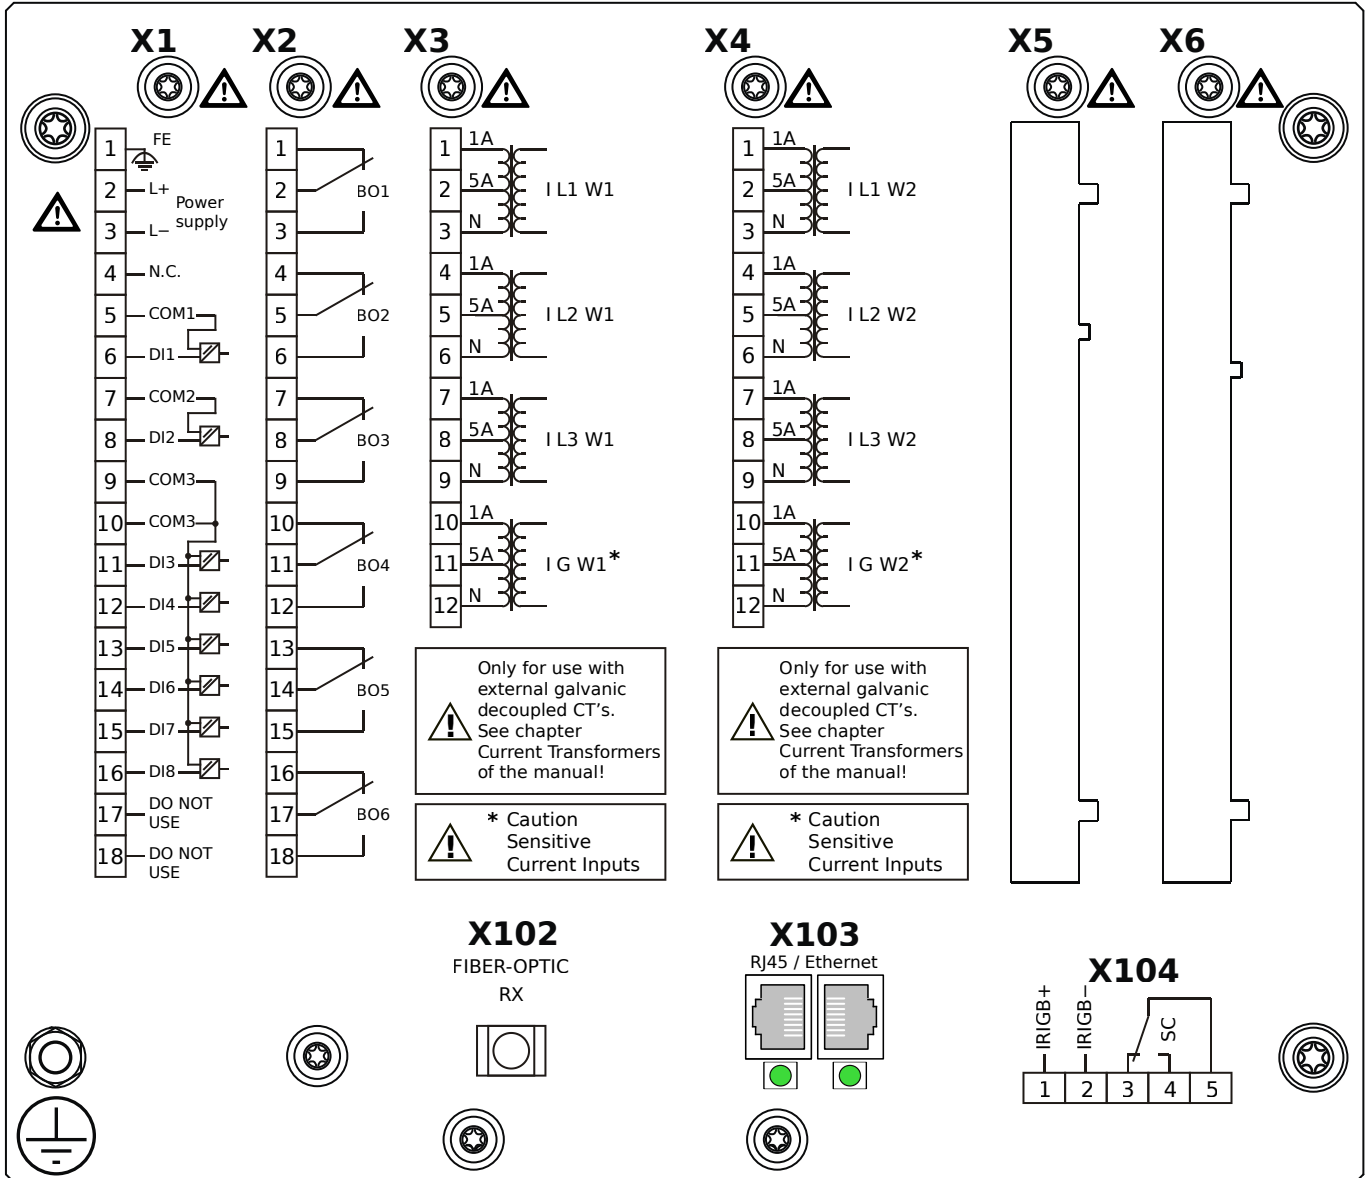 X1 X2 X3 X4 X5 X6
1 FE
2 L+
Power
supply
3 L−
4 N.C.
5 COM1
6 DI1
7 COM2
8 DI2
9 COM3
10 COM3
11 DI3
12 DI4
13 DI5
14 DI6
15 DI7
16 DI8
17 DO NOT
USE
18 DO NOT
USE
1
2 BO1
3
4
5 BO2
6
7
8 BO3
9
10
11 BO4
12
13
14 BO5
15
16
17 BO6
18
1 1A
2 5A I L1 W1
3 N
4 1A
5 5A I L2 W1
6 N
7 1A
8 5A I L3 W1
9 N
10 1A
11 5A I G W1*
12 N
Only for use with
external galvanic
decoupled CT's.
See chapter
Current Transformers
of the manual!
* Caution
Sensitive
Current Inputs
1 1A
2 5A I L1 W2
3 N
4 1A
5 5A I L2 W2
6 N
7 1A
8 5A I L3 W2
9 N
10 1A
11 5A I G W2*
12 N
Only for use with
external galvanic
decoupled CT's.
See chapter
Current Transformers
of the manual!
* Caution
Sensitive
Current Inputs
X102
FIBER-OPTIC
RX
X103
RJ45 / Ethernet
X104
IRIGB+ IRIGB− SC
1 2 3 4 5